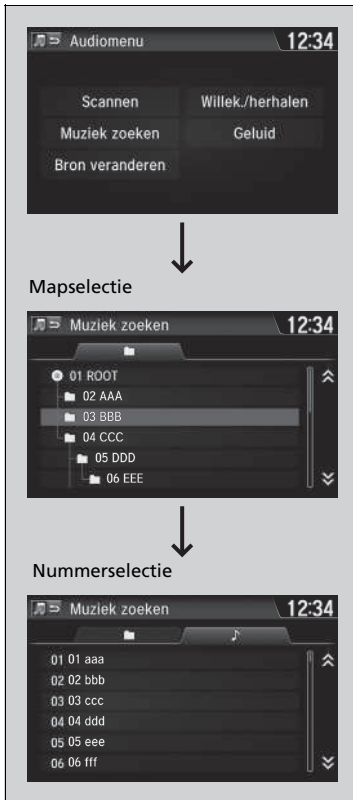 Audiomenu 12:34
Scannen Willek./herhalen
Muziek zoeken Geluid
Bron veranderen
Mapselectie
Muziek zoeken 12:34
01 ROOT
02 AAA
03 BBB
04 CCC
05 DDD
06 EEE
Nummerselectie
Muziek zoeken 12:34
01 01 aaa
02 02 bbb
03 03 ccc
04 04 ddd
05 05 eee
06 06 fff